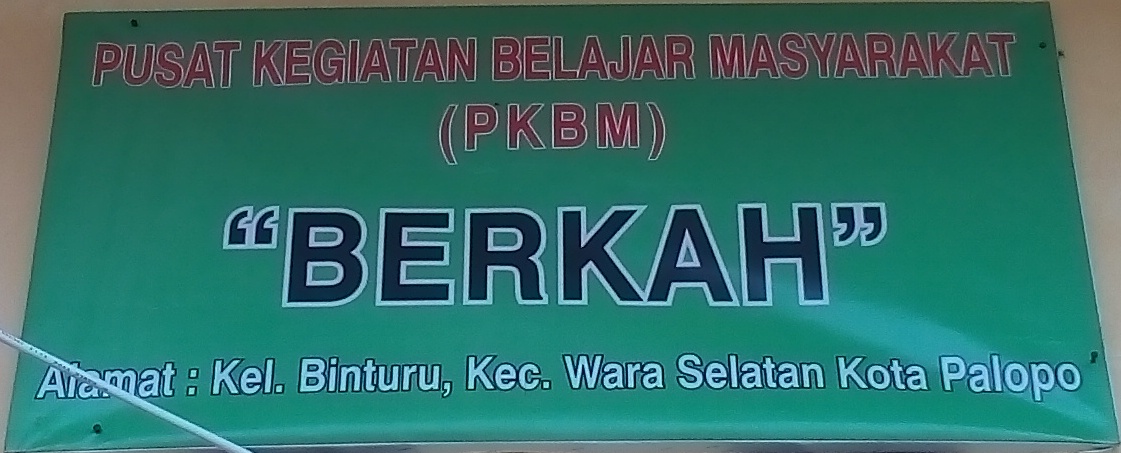 PUSAT KEGIATAN BELAJAR MASYARAKAT
(PKBM)
“BERKAH”
Alamat : Kel. Binturu, Kec. Wara Selatan Kota Palopo